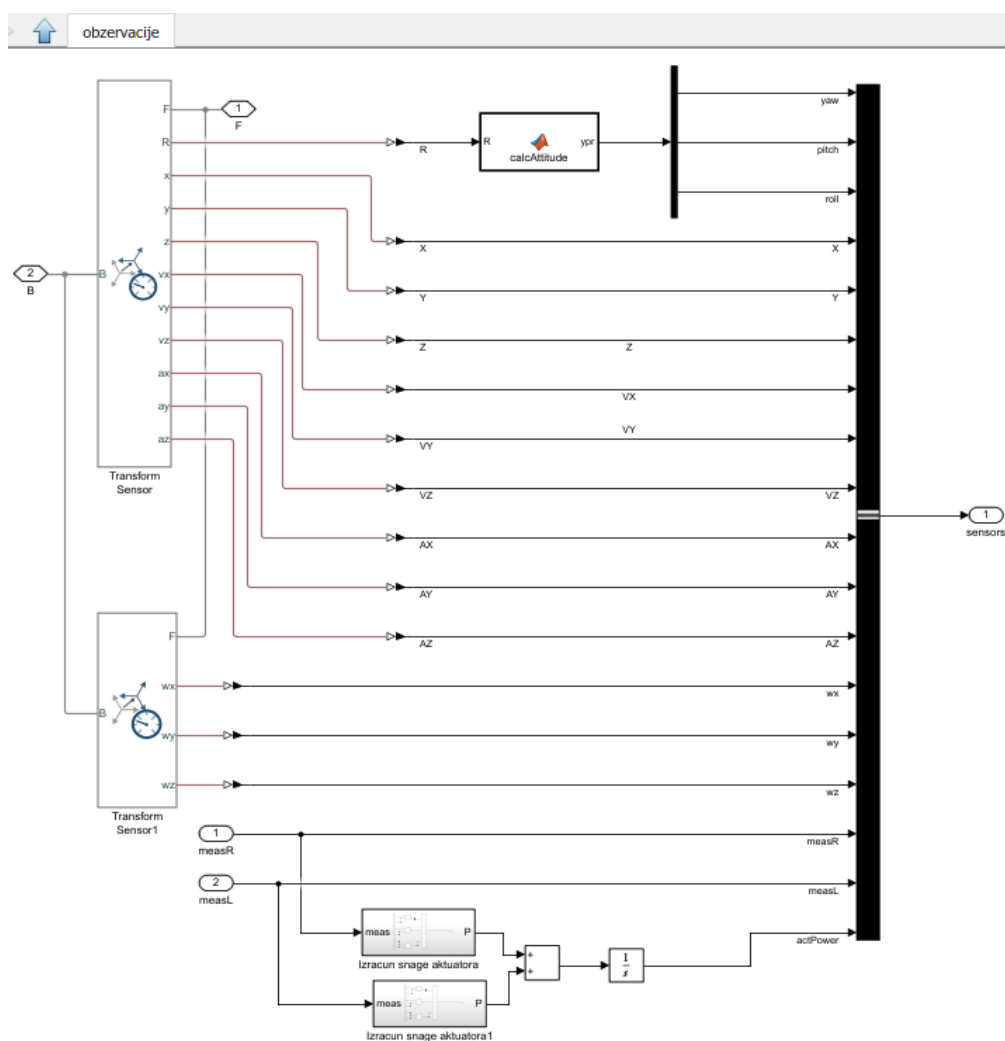 obzervacije
F
1
F
R
R
R
ypr
calcAttitude
yaw
pitch
roll
x
X
X
y
Y
Y
z
Z
Z
2
B
B
vx
VX
vy
VY
VY
vz
VZ
VZ
ax
AX
AX
ay
AY
AY
az
AZ
AZ
Transform
Sensor
1
sensors
F
wx
wx
B
wy
wy
wz
wz
Transform
Sensor1
1
measR
measR
2
measL
measL
meas
P
Izracun snage aktuatora
+
+
1
s
actPower
meas
P
Izracun snage aktuatora1